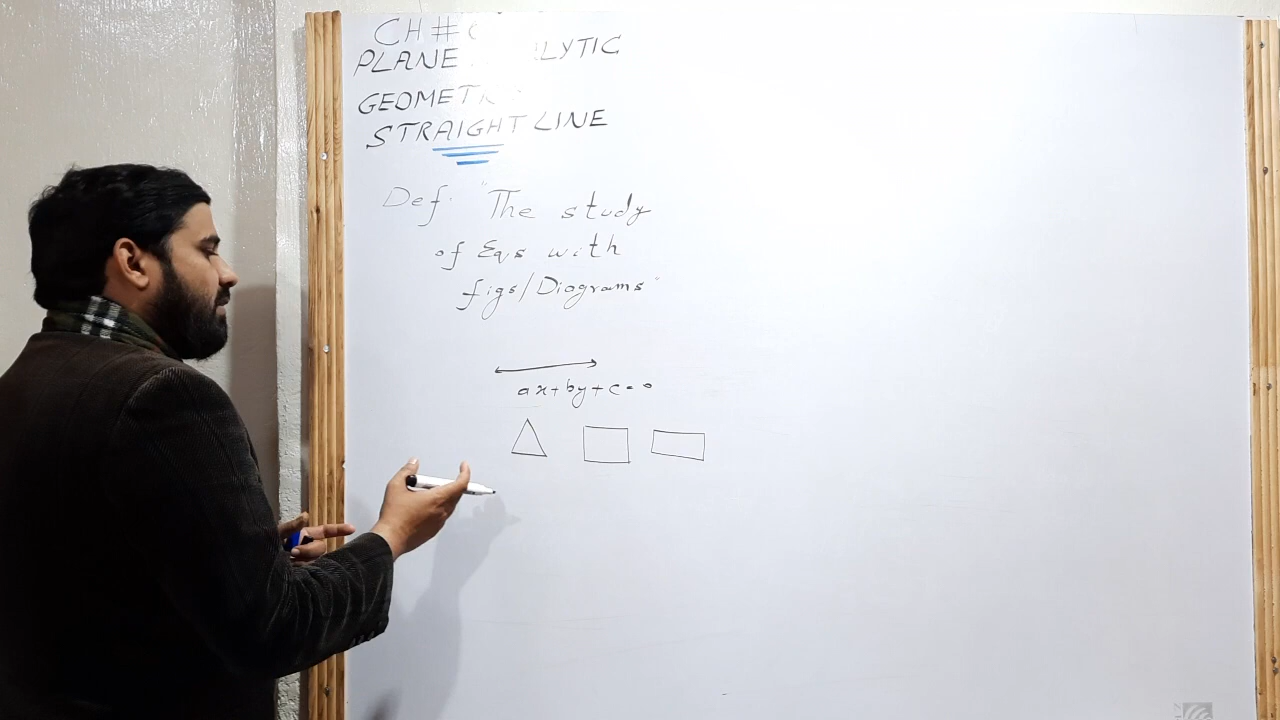 CH #
PLANE LYTIC
GEOMET
STRAIGHT LINE
Def: "The study
of Eqs with
figs/Diagrams"
ax+by+c=0